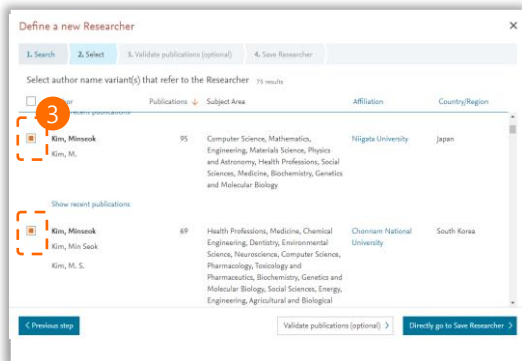 Define a new Researcher
×
1. Search 2. Select 3. Validate publications (optional) 4. Save Researcher
Select author name variant(s) that refer to the Researcher 75 results
Publications Subject Area Affiliation Country/Region
recent publications
3
Kim, Minseok 95 Computer Science, Mathematics, Niigata University Japan
Kim, M. Engineering, Materials Science, Physics
and Astronomy, Health Professions, Social
Sciences, Medicine, Biochemistry, Genetics
and Molecular Biology
Show recent publications
Kim, Minseok 69 Health Professions, Medicine, Chemical Chonnam National South Korea
Kim, Min Seok Engineering, Dentistry, Environmental University
Science, Neuroscience, Computer Science,
Kim, M. S. Pharmacology, Toxicology and
Pharmaceutics, Biochemistry, Genetics and
Molecular Biology, Social Sciences, Energy,
Engineering, Agricultural and Biological
< Previous step Validate publications (optional) > Directly go to Save Researcher >